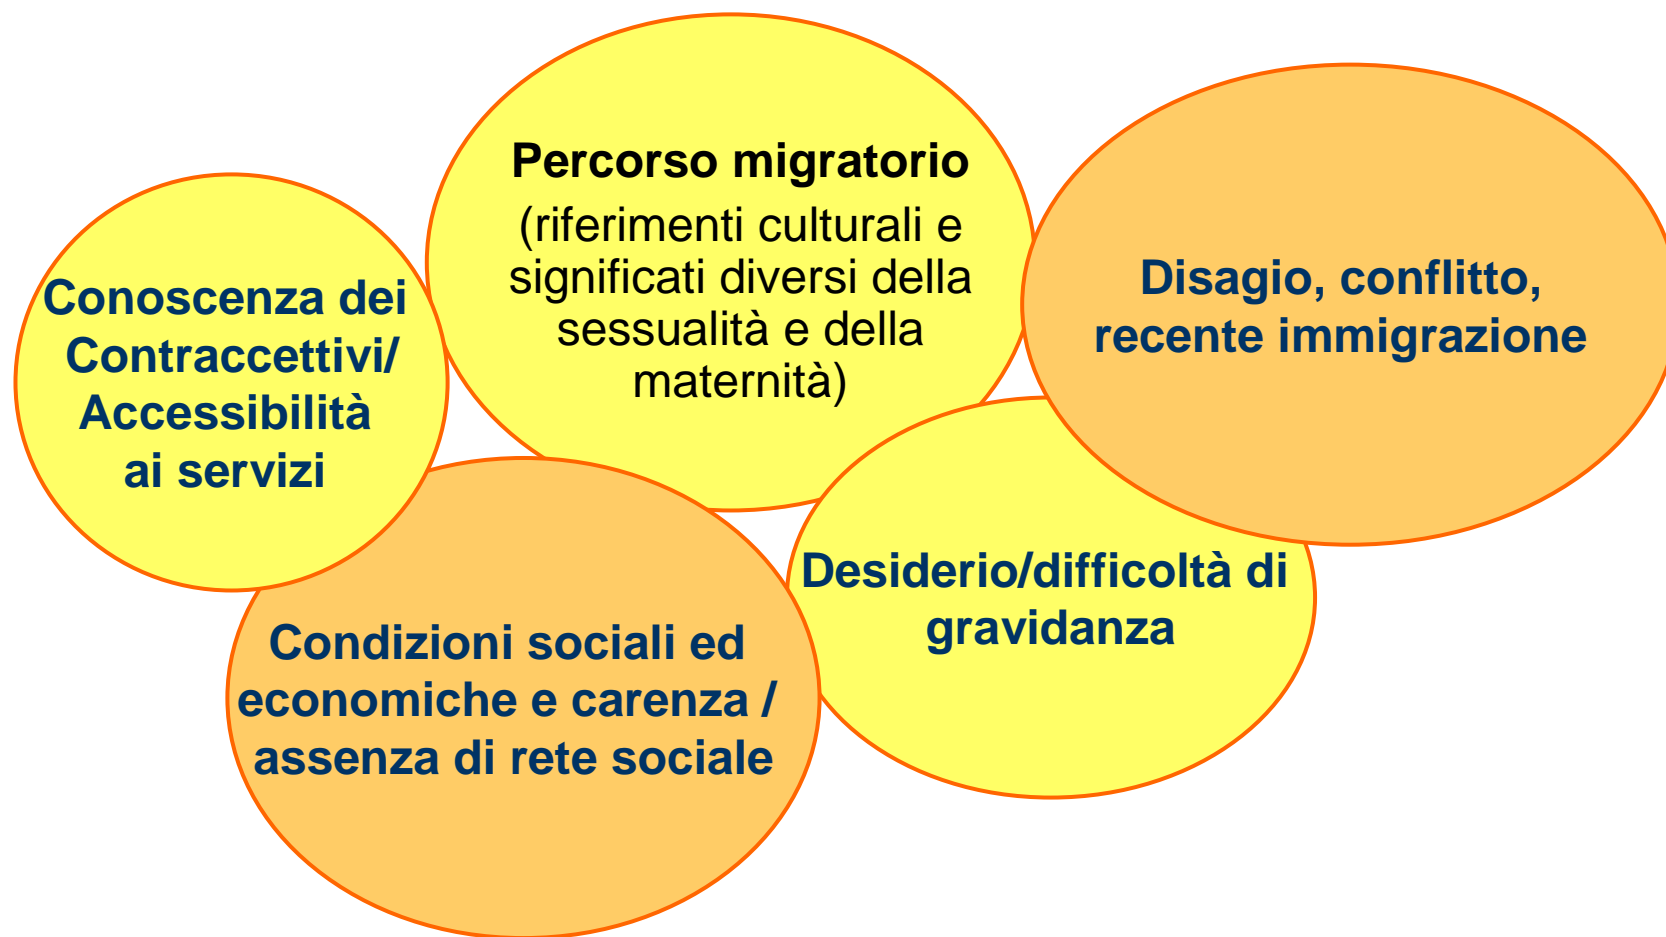 Percorso migratorio
(riferimenti culturali e
significati diversi della
sessualità e della
maternità)
Disagio, conflitto,
recente immigrazione
Conoscenza dei
Contraccettivi/
Accessibilità
ai servizi
Desiderio/difficoltà di
gravidanza
Condizioni sociali ed
economiche e carenza /
assenza di rete sociale